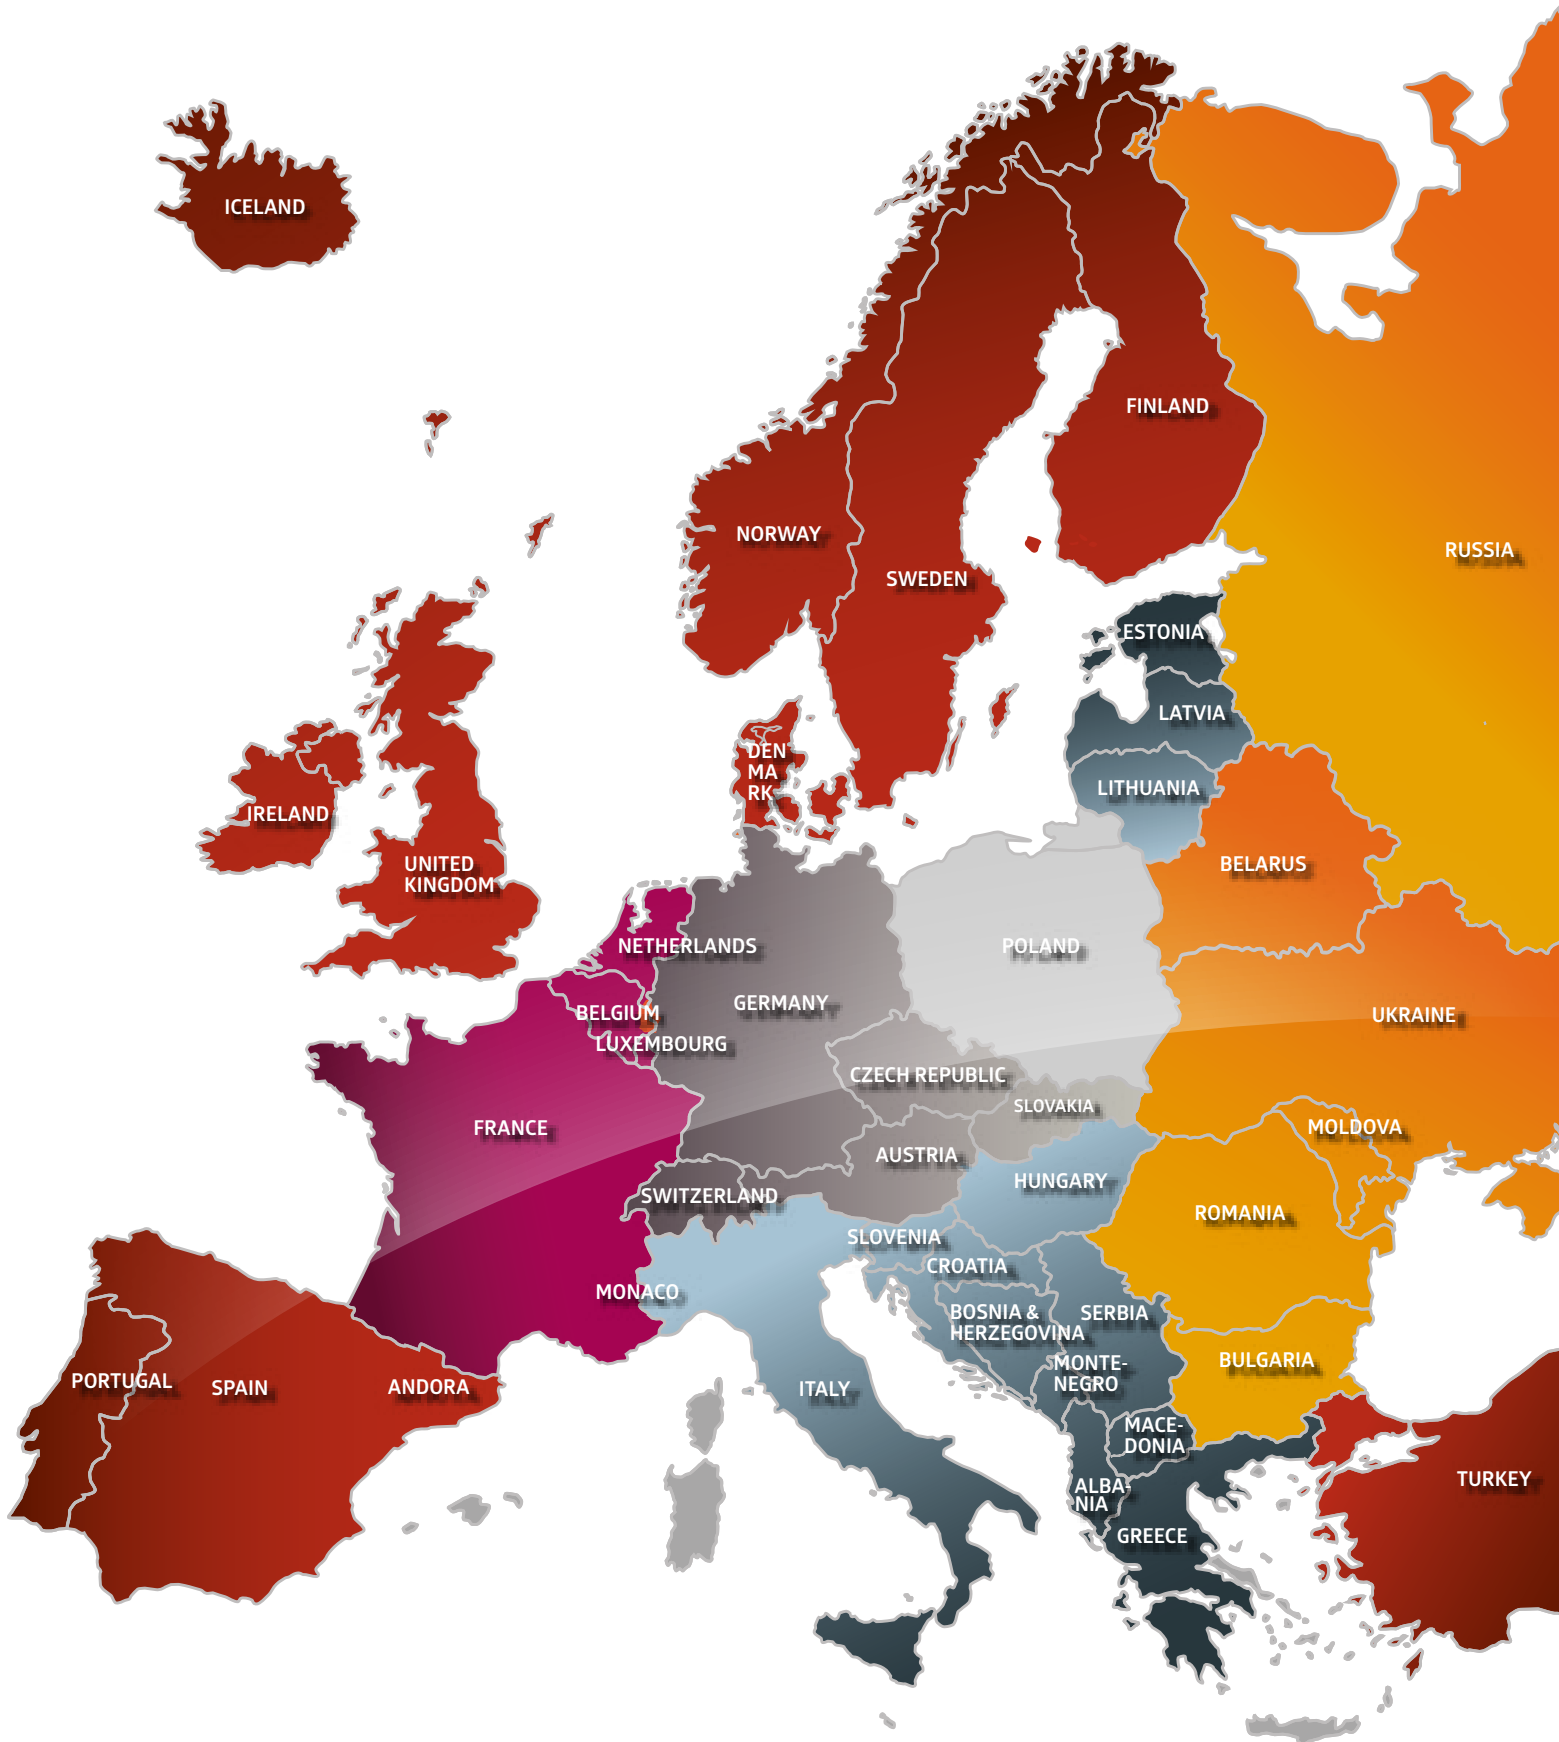 ICELAND
FINLAND
NORWAY
RUSSIA
SWEDEN
ESTONIA
LATVIA
DEN
MA
RK
LITHUANIA
IRELAND
UNITED
KINGDOM
BELARUS
NETHERLANDS
POLAND
GERMANY
BELGIUM
UKRAINE
LUXEMBOURG
CZECH REPUBLIC
SLOVAKIA
FRANCE
MOLDOVA
AUSTRIA
HUNGARY
SWITZERLAND
ROMANIA
SLOVENIA
CROATIA
MONACO
BOSNIA &
HERZEGOVINA
SERBIA
BULGARIA
MONTE-
NEGRO
PORTUGAL
SPAIN
ANDORA
ITALY
MACE-
DONIA
TURKEY
ALBA-
NIA
GREECE